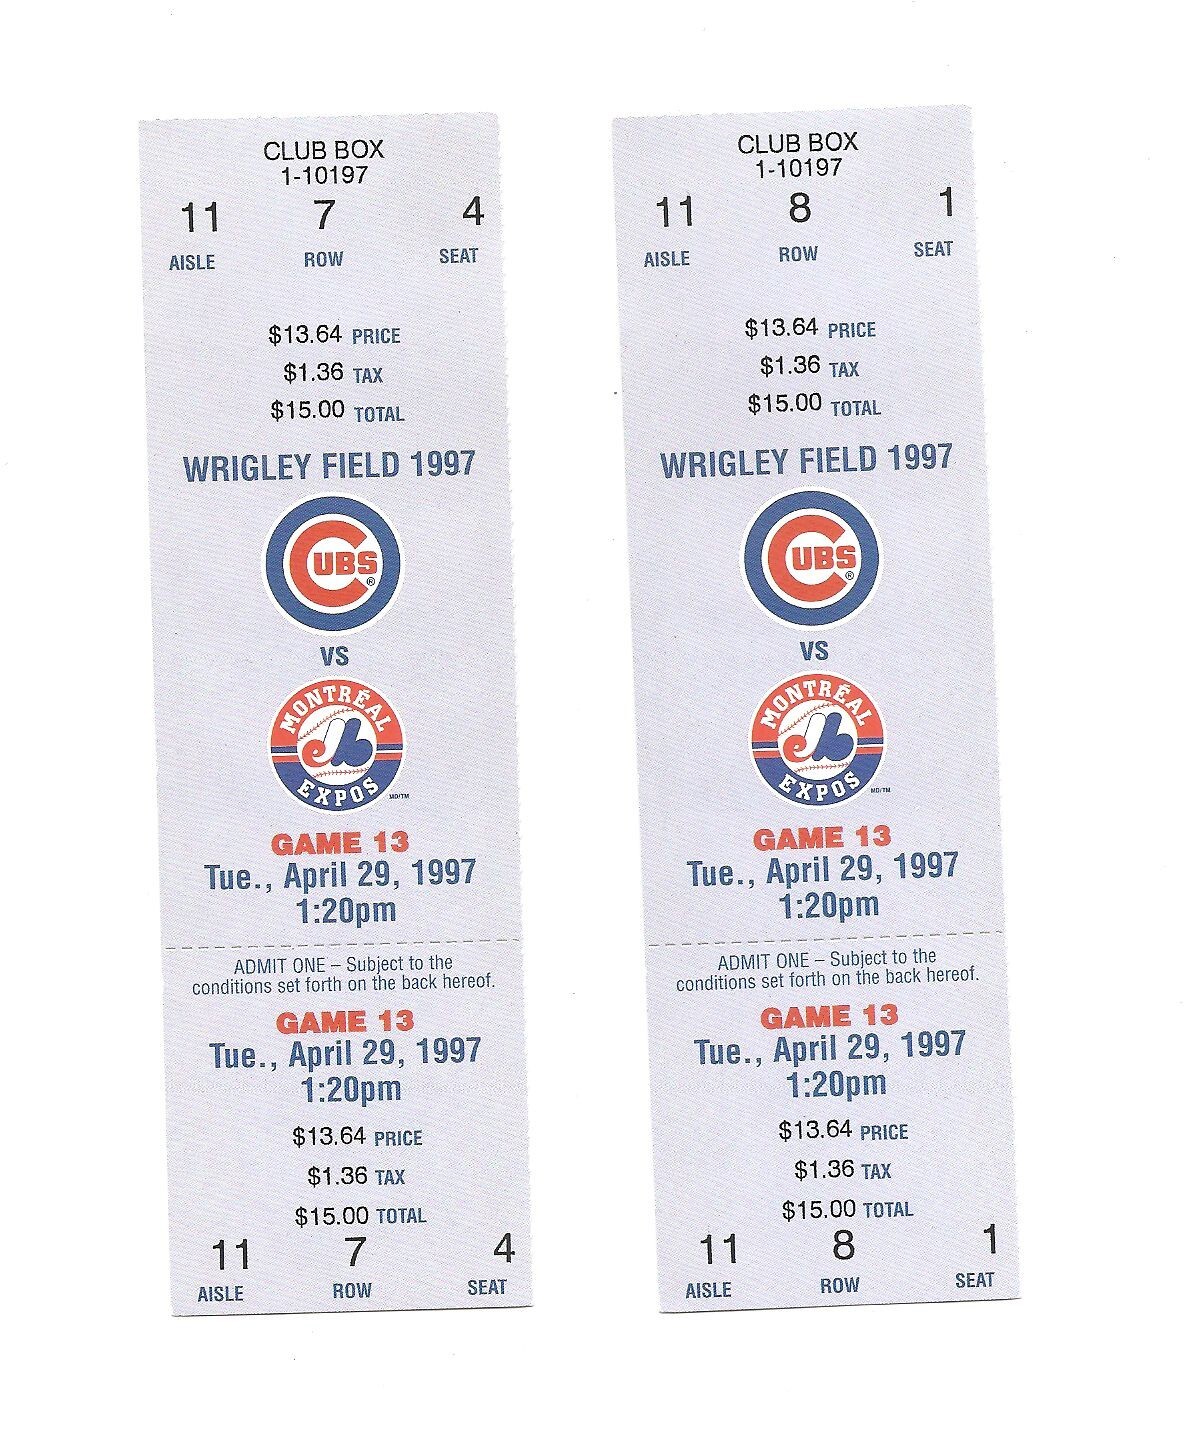 CLUB BOX
1-10197
11 7 4
AISLE ROW SEAT
$13.64 PRICE
$1.36 TAX
$15.00 TOTAL
WRIGLEY FIELD 1997
CUBS®
VS
MONTRÉAL
eb
EXPOS MD/TM
GAME 13
Tue., April 29, 1997
1:20pm
ADMIT ONE – Subject to the
conditions set forth on the back hereof.
GAME 13
Tue., April 29, 1997
1:20pm
$13.64 PRICE
$1.36 TAX
$15.00 TOTAL
11 7 4
AISLE ROW SEAT
CLUB BOX
1-10197
11 8 1
AISLE ROW SEAT
$13.64 PRICE
$1.36 TAX
$15.00 TOTAL
WRIGLEY FIELD 1997
CUBS®
VS
MONTRÉAL
eb
EXPOS MD/TM
GAME 13
Tue., April 29, 1997
1:20pm
ADMIT ONE – Subject to the
conditions set forth on the back hereof.
GAME 13
Tue., April 29, 1997
1:20pm
$13.64 PRICE
$1.36 TAX
$15.00 TOTAL
11 8 1
AISLE ROW SEAT